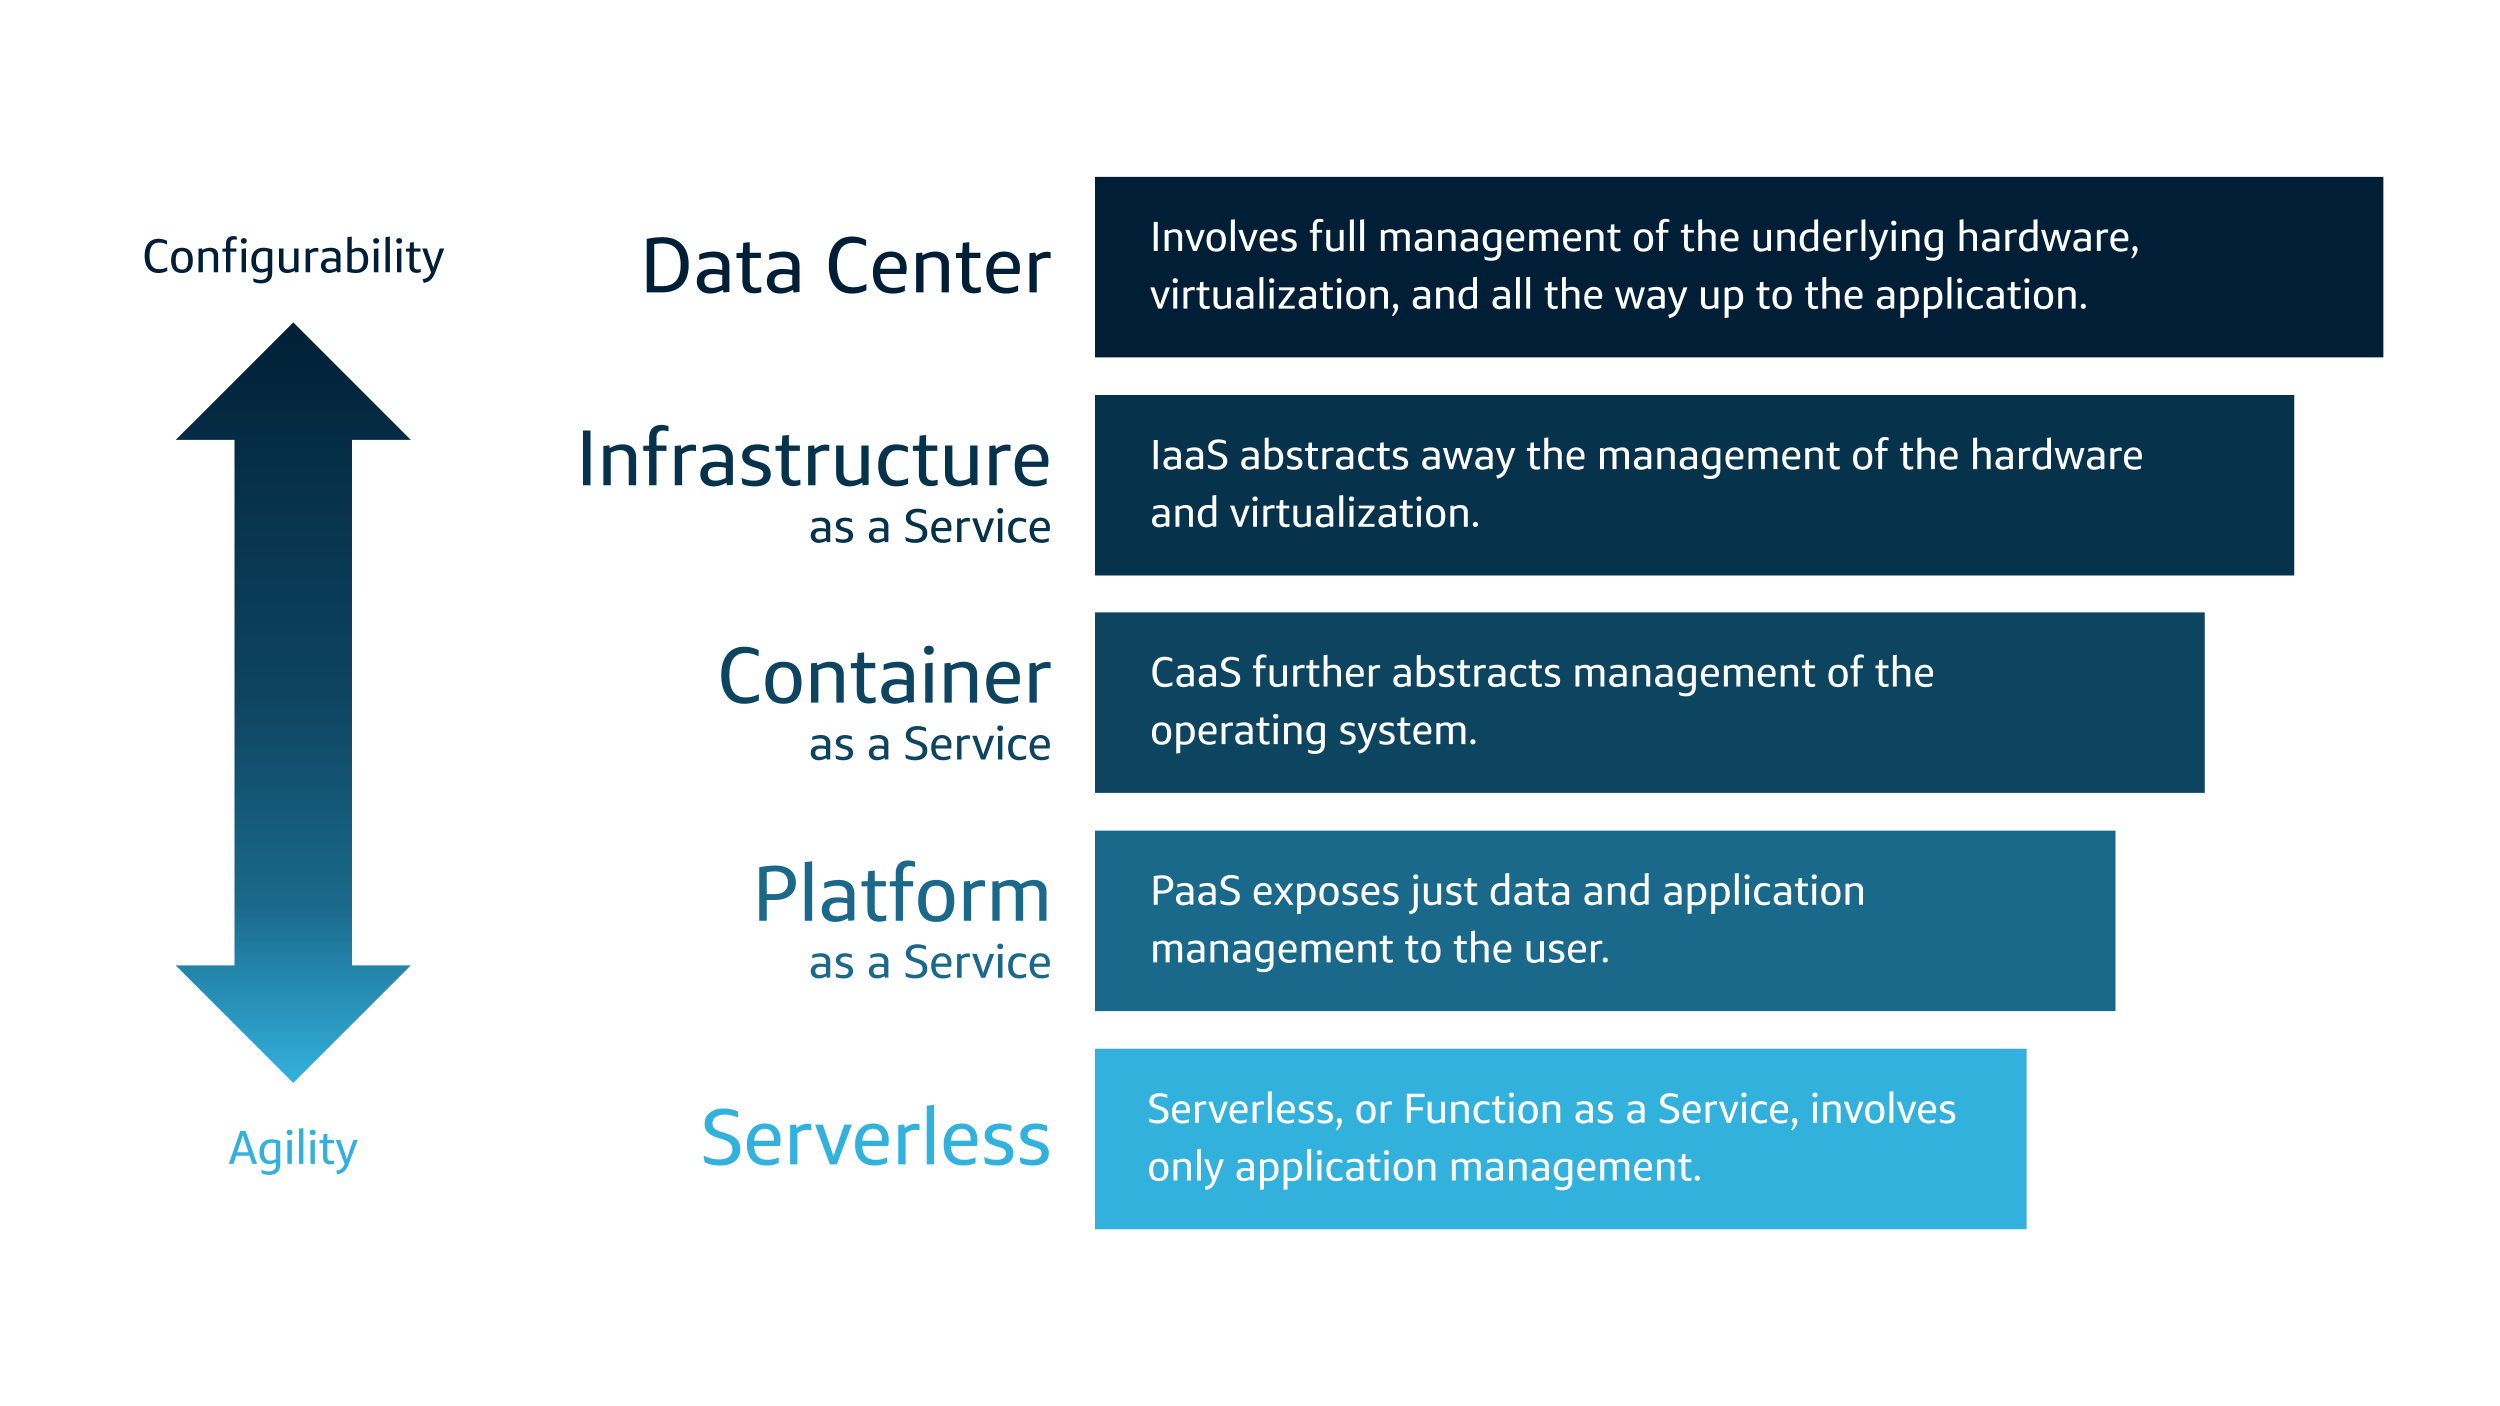 Configurability
Data Center
Involves full management of the underlying hardware,
virtualization, and all the way up to the application.
Infrastructure
as a Service
IaaS abstracts away the management of the hardware
and virtualization.
Container
as a Service
CaaS further abstracts management of the
operating system.
Platform
as a Service
PaaS exposes just data and application
management to the user.
Agility
Serverless
Serverless, or Function as a Service, involves
only application management.